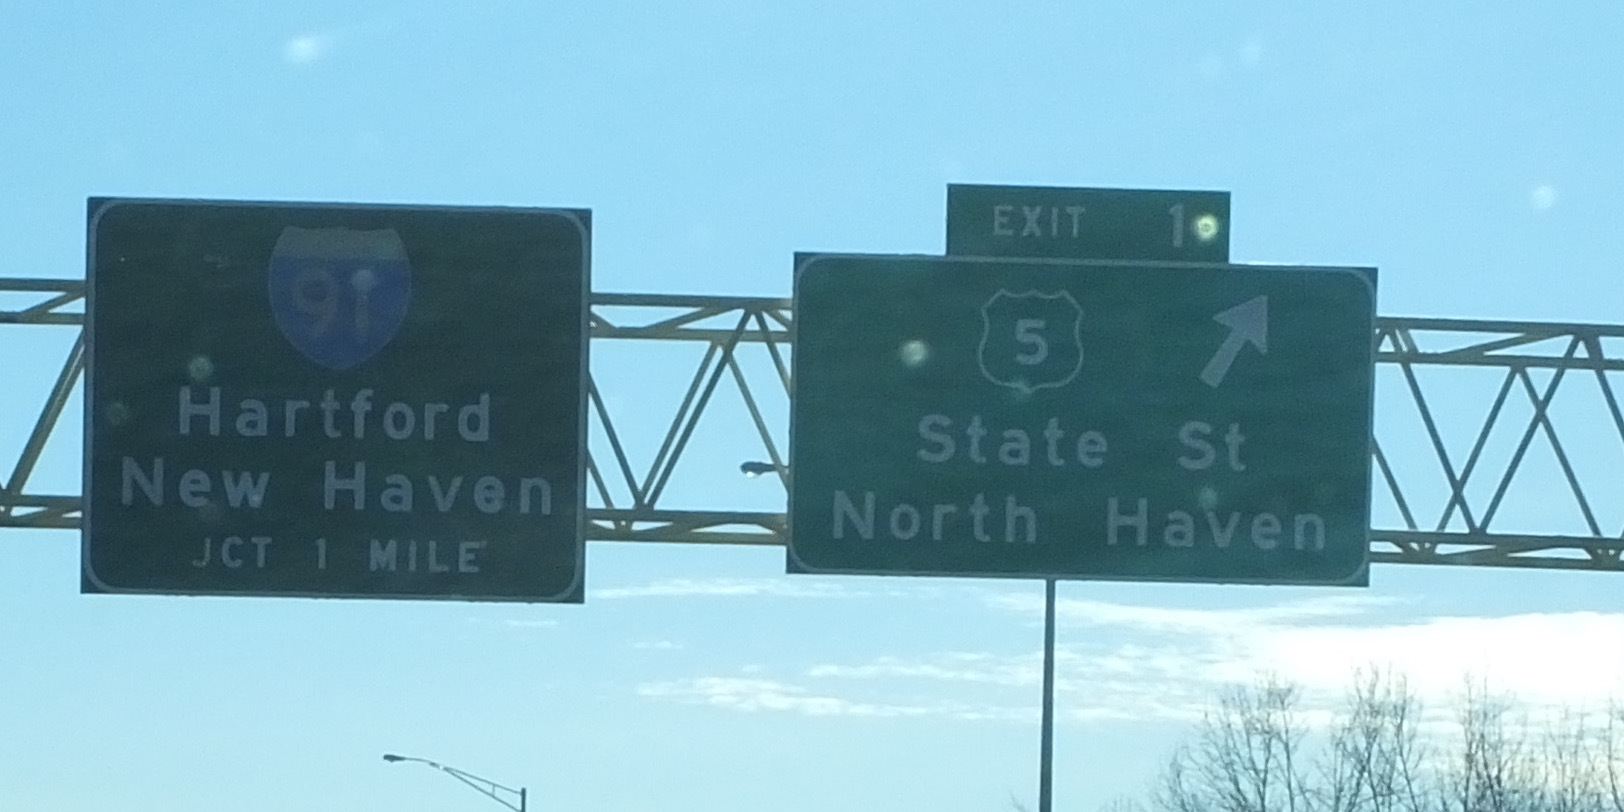 91
Hartford
New Haven
JCT 1 MILE
EXIT 1
5
State St
North Haven